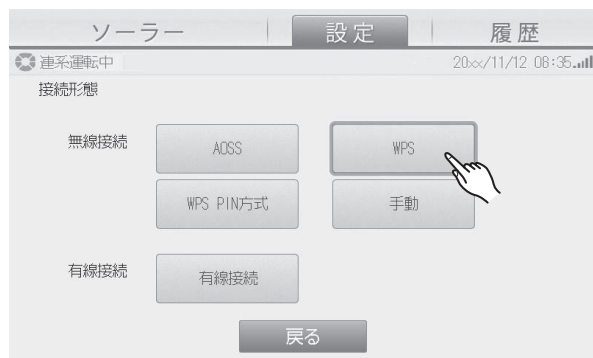 ソーラー 設定 履歴
連系運転中 20xx/11/12 08:35
接続形態
無線接続 AOSS WPS
WPS PIN方式 手動
有線接続 有線接続
戻る